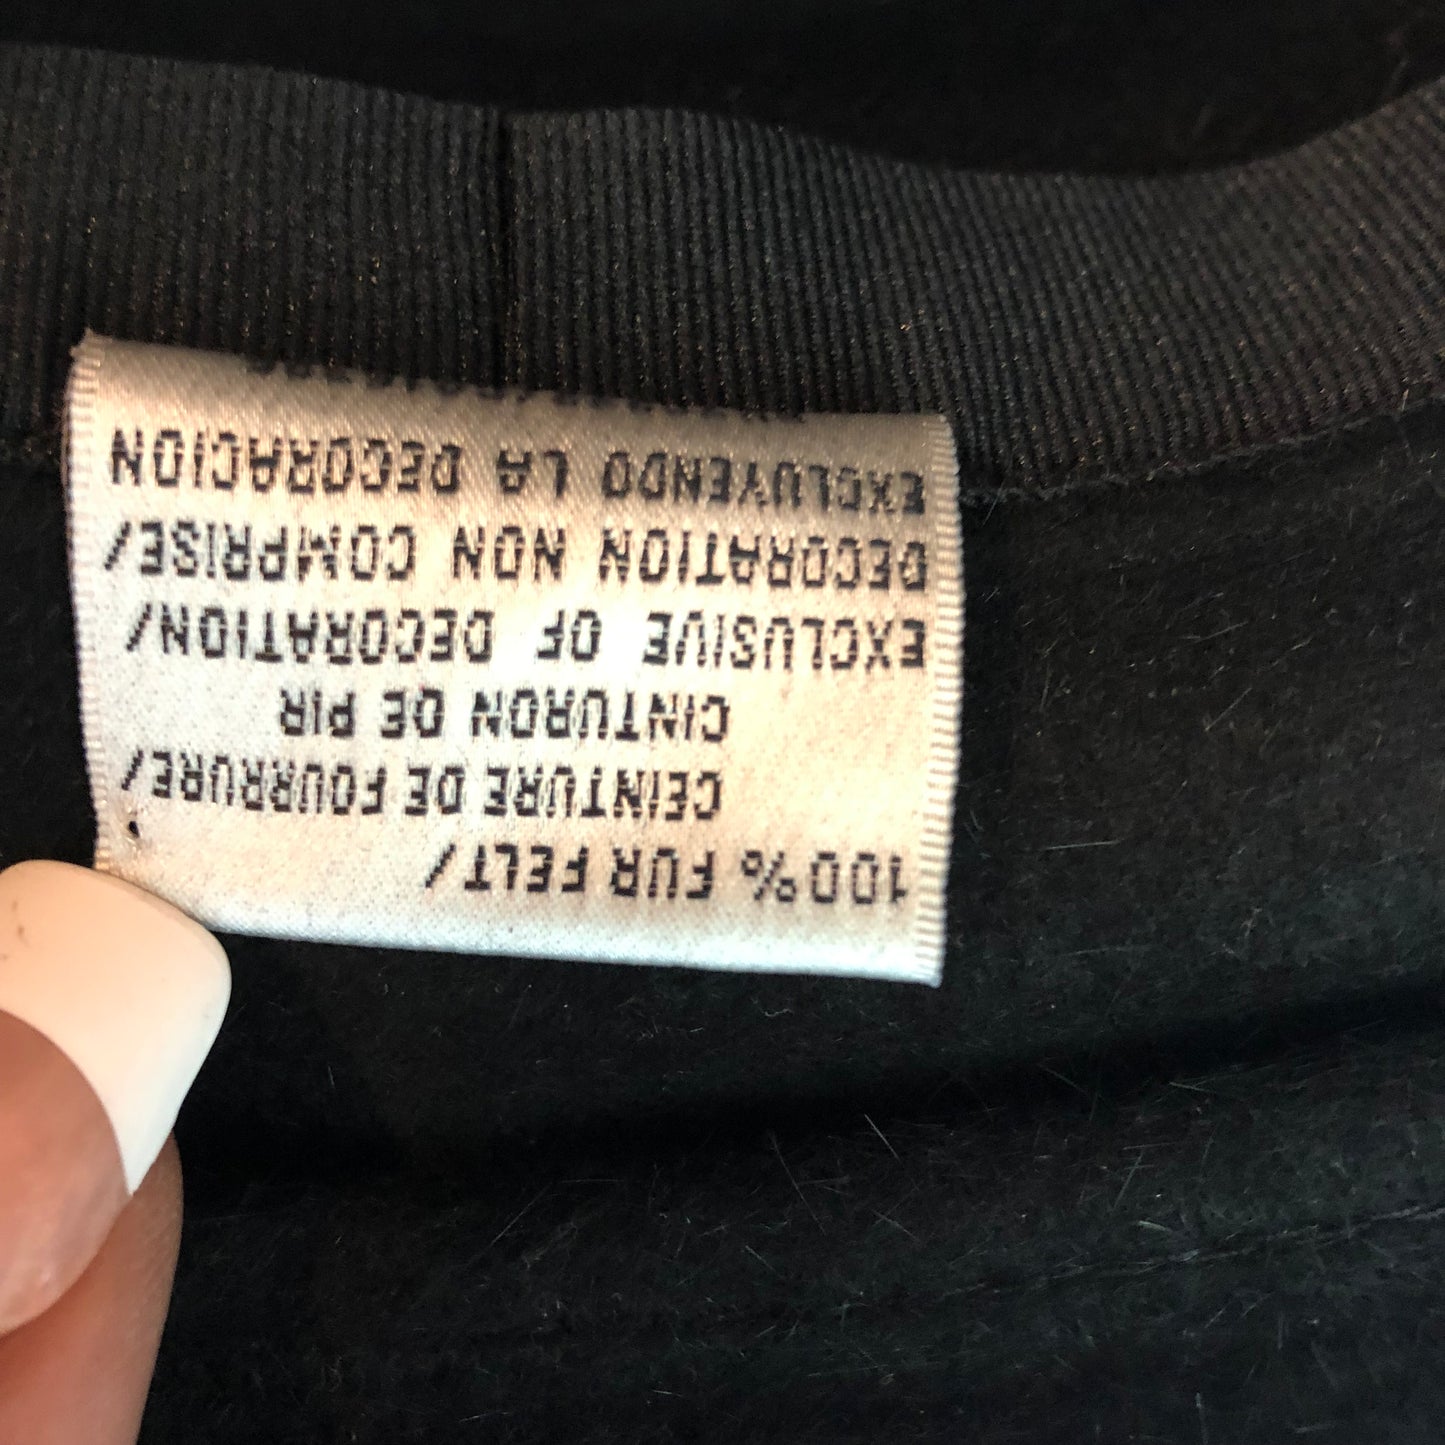 100% FUR FELT/
CEINTURE DE FOURRURE/
CINTURON DE PIR
EXCLUSIVE OF DECORATION/
DECORATION NON COMPRISE/
EXCLUYENDO LA DECORACION